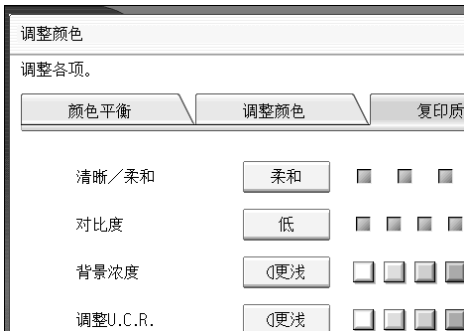 调整颜色
调整各项。
颜色平衡 调整颜色 复印质
清晰／柔和 柔和
对比度 低
背景浓度 更浅
调整U.C.R. 更浅